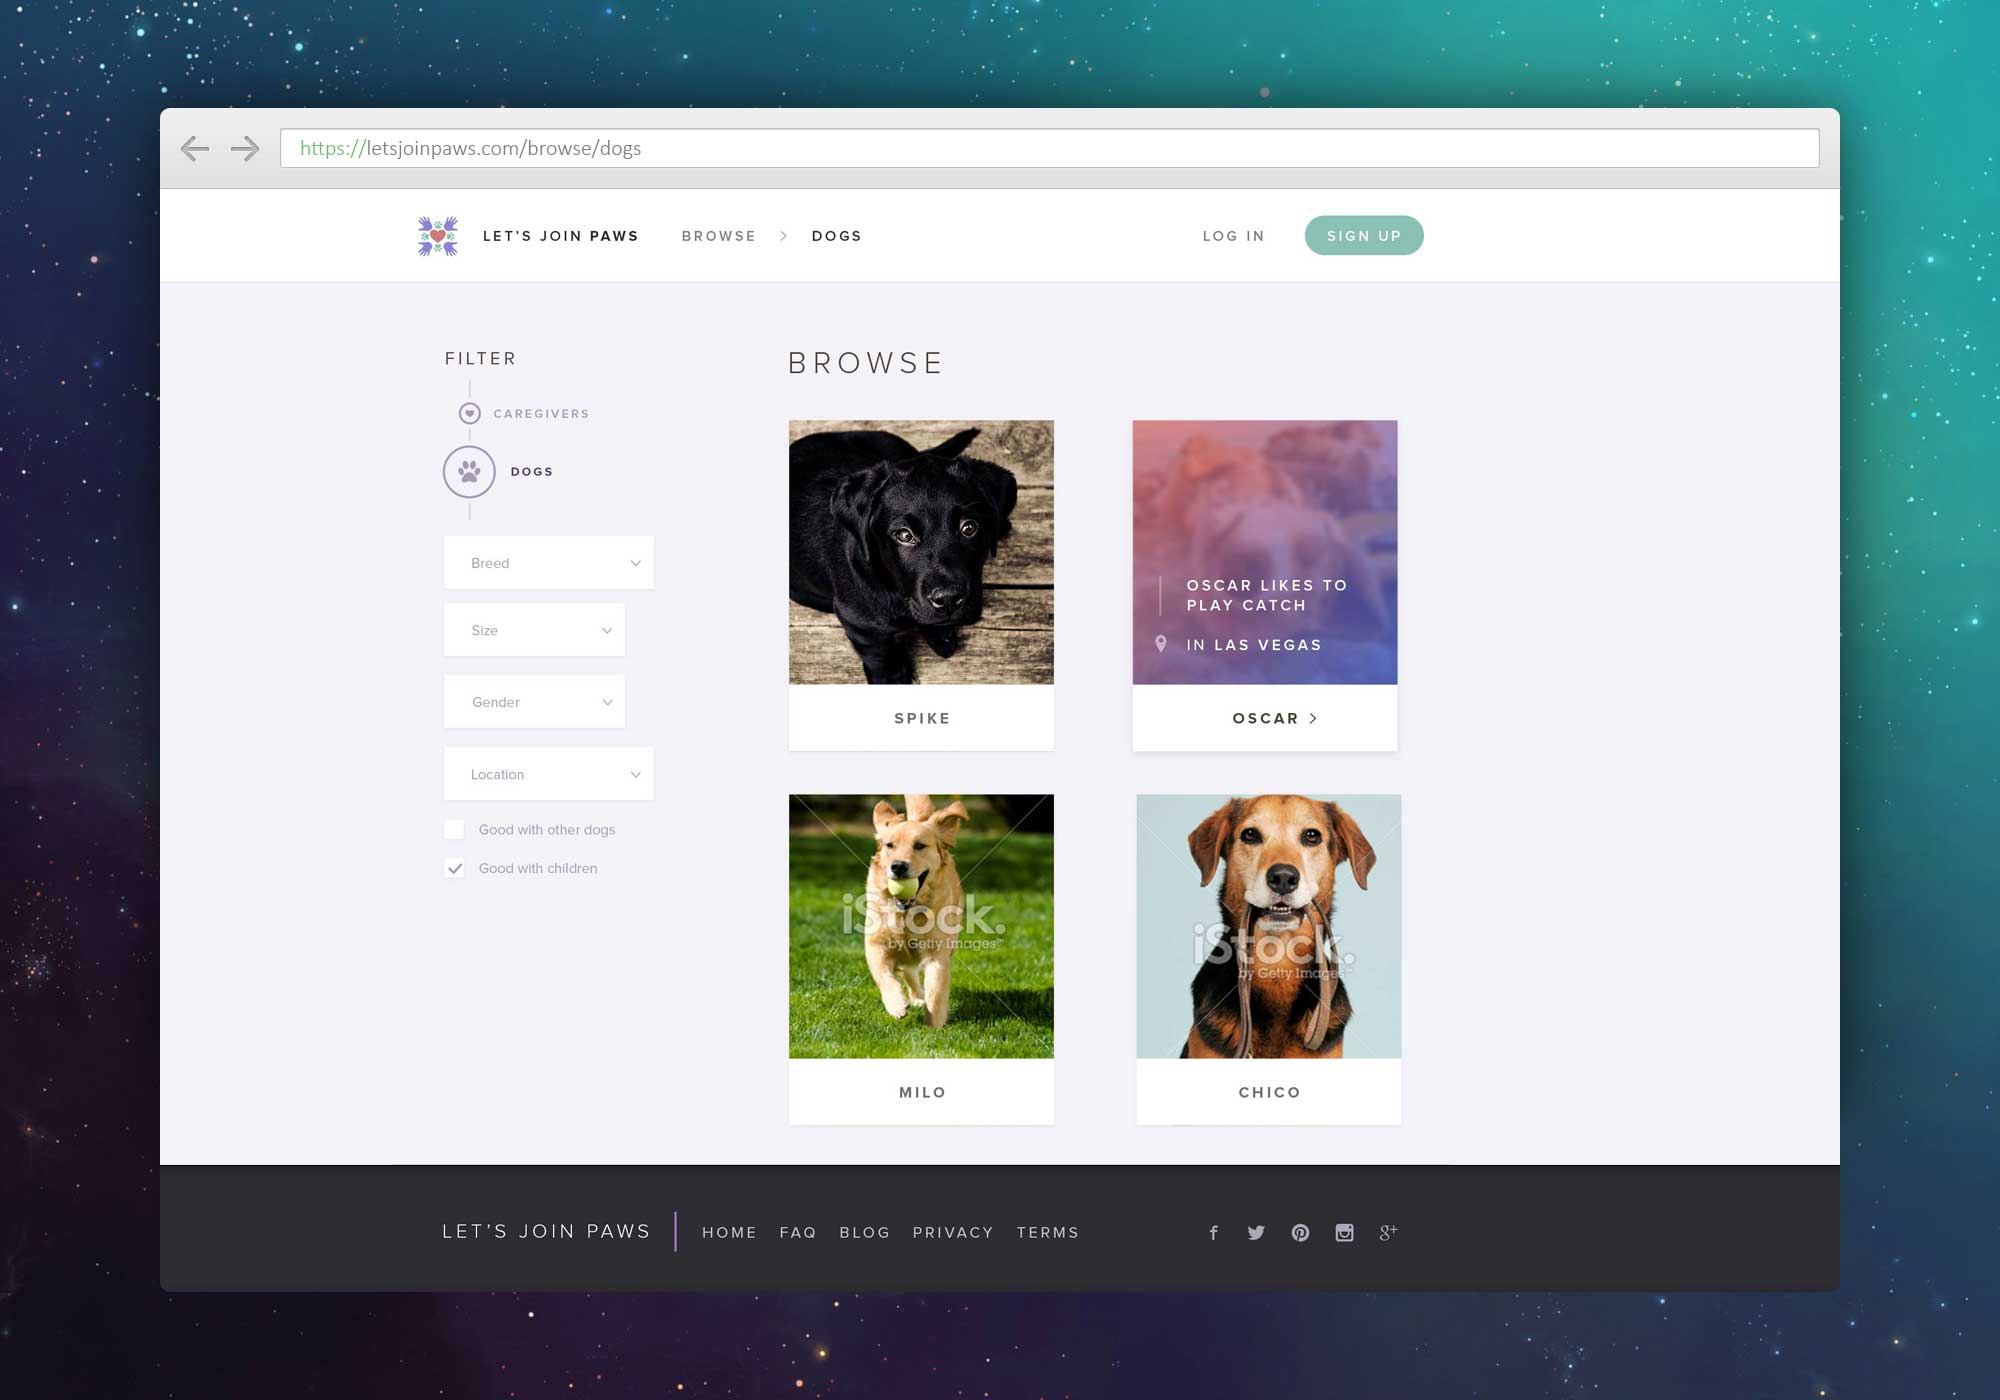 https://letsjoinpaws.com/browse/dogs
LET'S JOIN PAWS
BROWSE > DOGS
LOG IN
SIGN UP
FILTER
CAREGIVERS
DOGS
Breed
Size
Gender
Location
Good with other dogs
Good with children
BROWSE
SPIKE
OSCAR LIKES TO
PLAY CATCH
IN LAS VEGAS
OSCAR >
iStock.
by Getty Images™
MILO
iStock.
by Getty Images™
CHICO
LET'S JOIN PAWS
HOME FAQ BLOG PRIVACY TERMS
f
g+